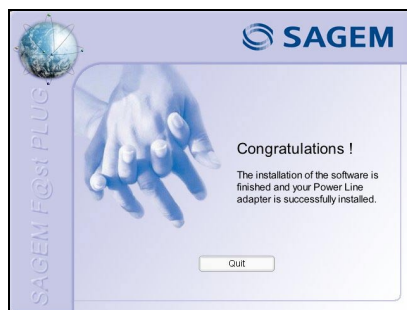 SAGEM
SAGEM F@st PLUG
Congratulations !
The installation of the software is
finished and your Power Line
adapter is successfully installed.
Quit